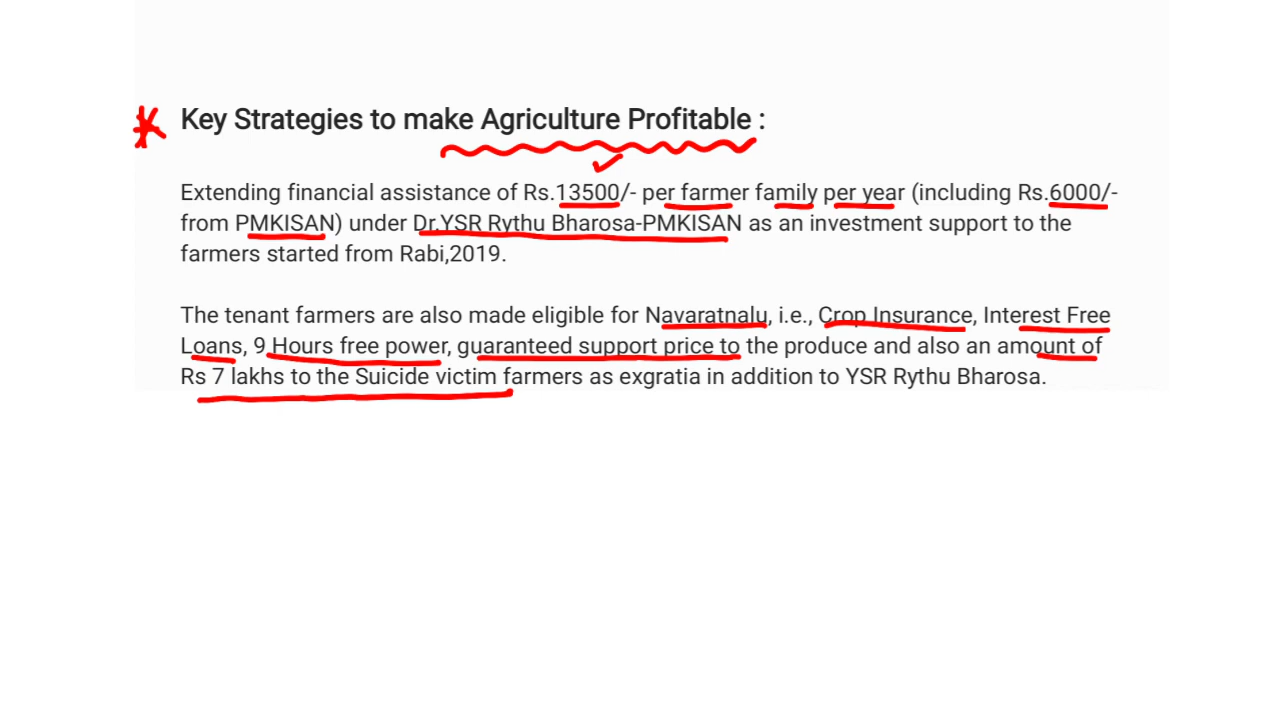 Key Strategies to make Agriculture Profitable :
Extending financial assistance of Rs.13500/- per farmer family per year (including Rs.6000/-
from PMKISAN) under Dr.YSR Rythu Bharosa-PMKISAN as an investment support to the
farmers started from Rabi,2019.
The tenant farmers are also made eligible for Navaratnalu, i.e., Crop Insurance, Interest Free
Loans, 9 Hours free power, guaranteed support price to the produce and also an amount of
Rs 7 lakhs to the Suicide victim farmers as exgratia in addition to YSR Rythu Bharosa.